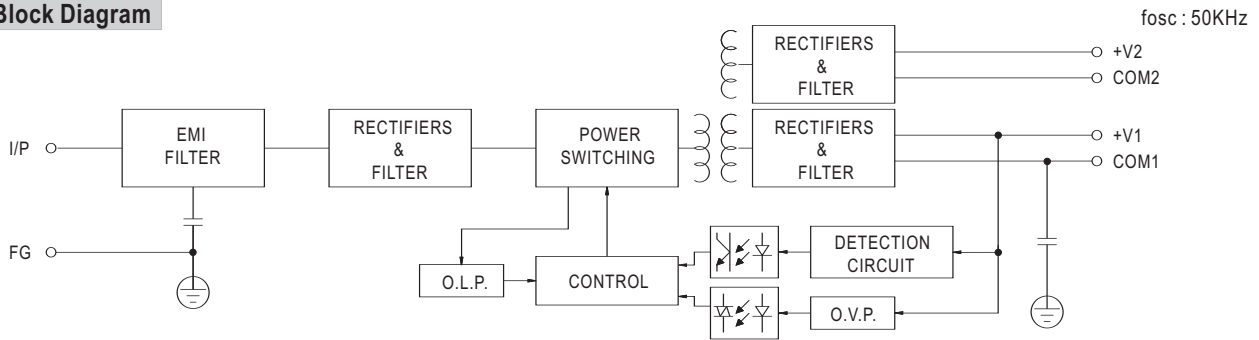 Block Diagram
fosc : 50KHz
RECTIFIERS
&
FILTER
+V2
COM2
I/P
EMI
FILTER
RECTIFIERS
&
FILTER
POWER
SWITCHING
RECTIFIERS
&
FILTER
+V1
COM1
FG
O.L.P.
CONTROL
DETECTION
CIRCUIT
O.V.P.